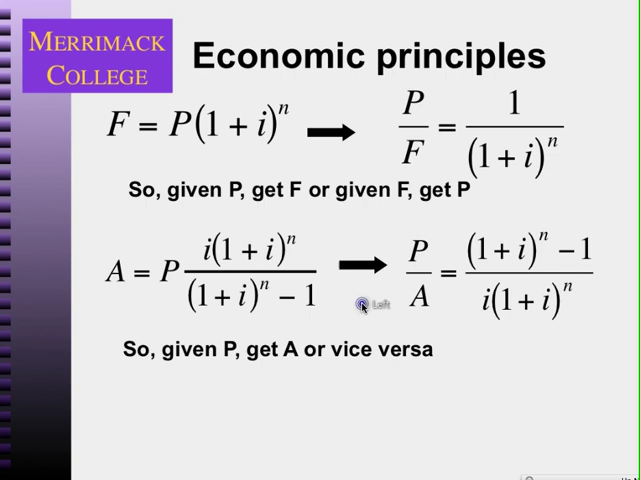 MERRIMACK
COLLEGE
Economic principles
F = P(1 + i)^n → P/F = 1/(1 + i)^n
So, given P, get F or given F, get P
A = P i(1 + i)^n/((1 + i)^n − 1) → P/A = ((1 + i)^n − 1)/(i(1 + i)^n)
Left
So, given P, get A or vice versa